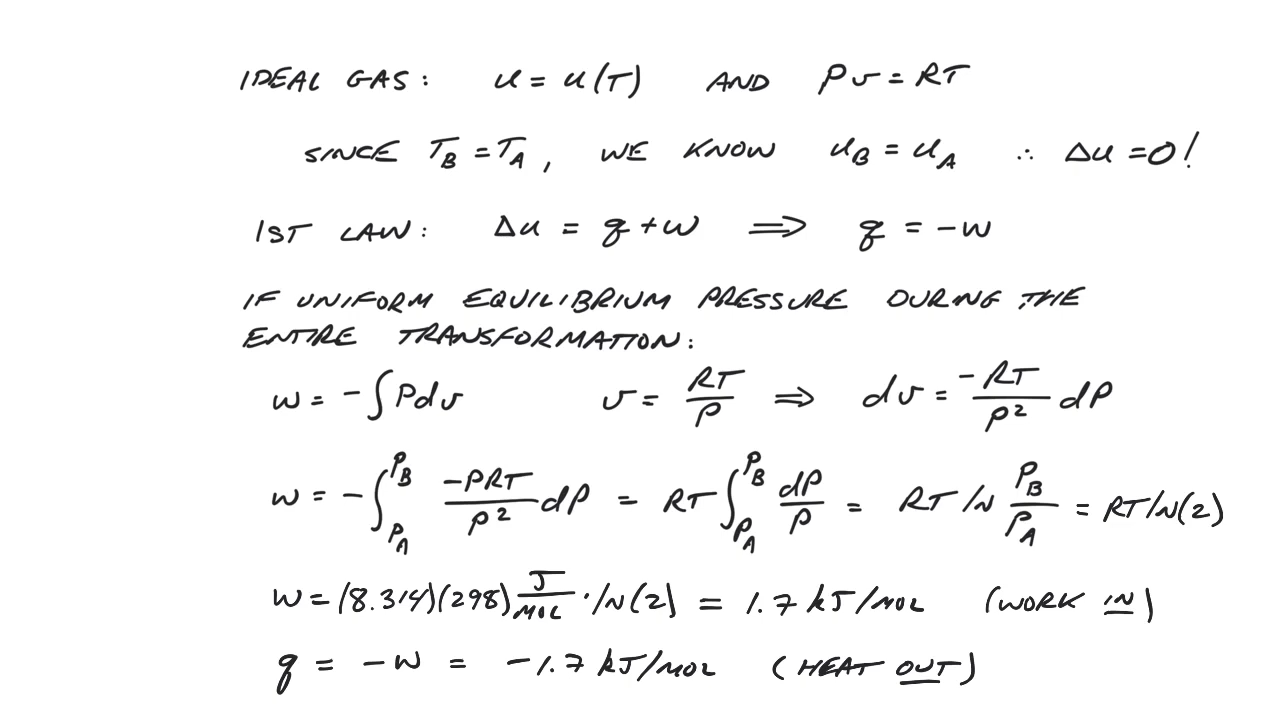 IDEAL GAS: u = u(T) AND Pv = RT
SINCE T_B = T_A, WE KNOW u_B = u_A ∴ Δu = 0!
1ST LAW: Δu = q + w ⟹ q = -w
IF UNIFORM EQUILIBRIUM PRESSURE DURING THE
ENTIRE TRANSFORMATION:
w = -∫Pdv v = RT/P ⟹ dv = -RT/P² dP
w = -∫_{P_A}^{P_B} -PRT/P² dP = RT ∫_{P_A}^{P_B} dP/P = RT ln P_B/P_A = RT ln(2)
w = (8.314)(298) J/MOL · ln(2) = 1.7 kJ/MOL (WORK IN)
q = -w = -1.7 kJ/MOL (HEAT OUT)